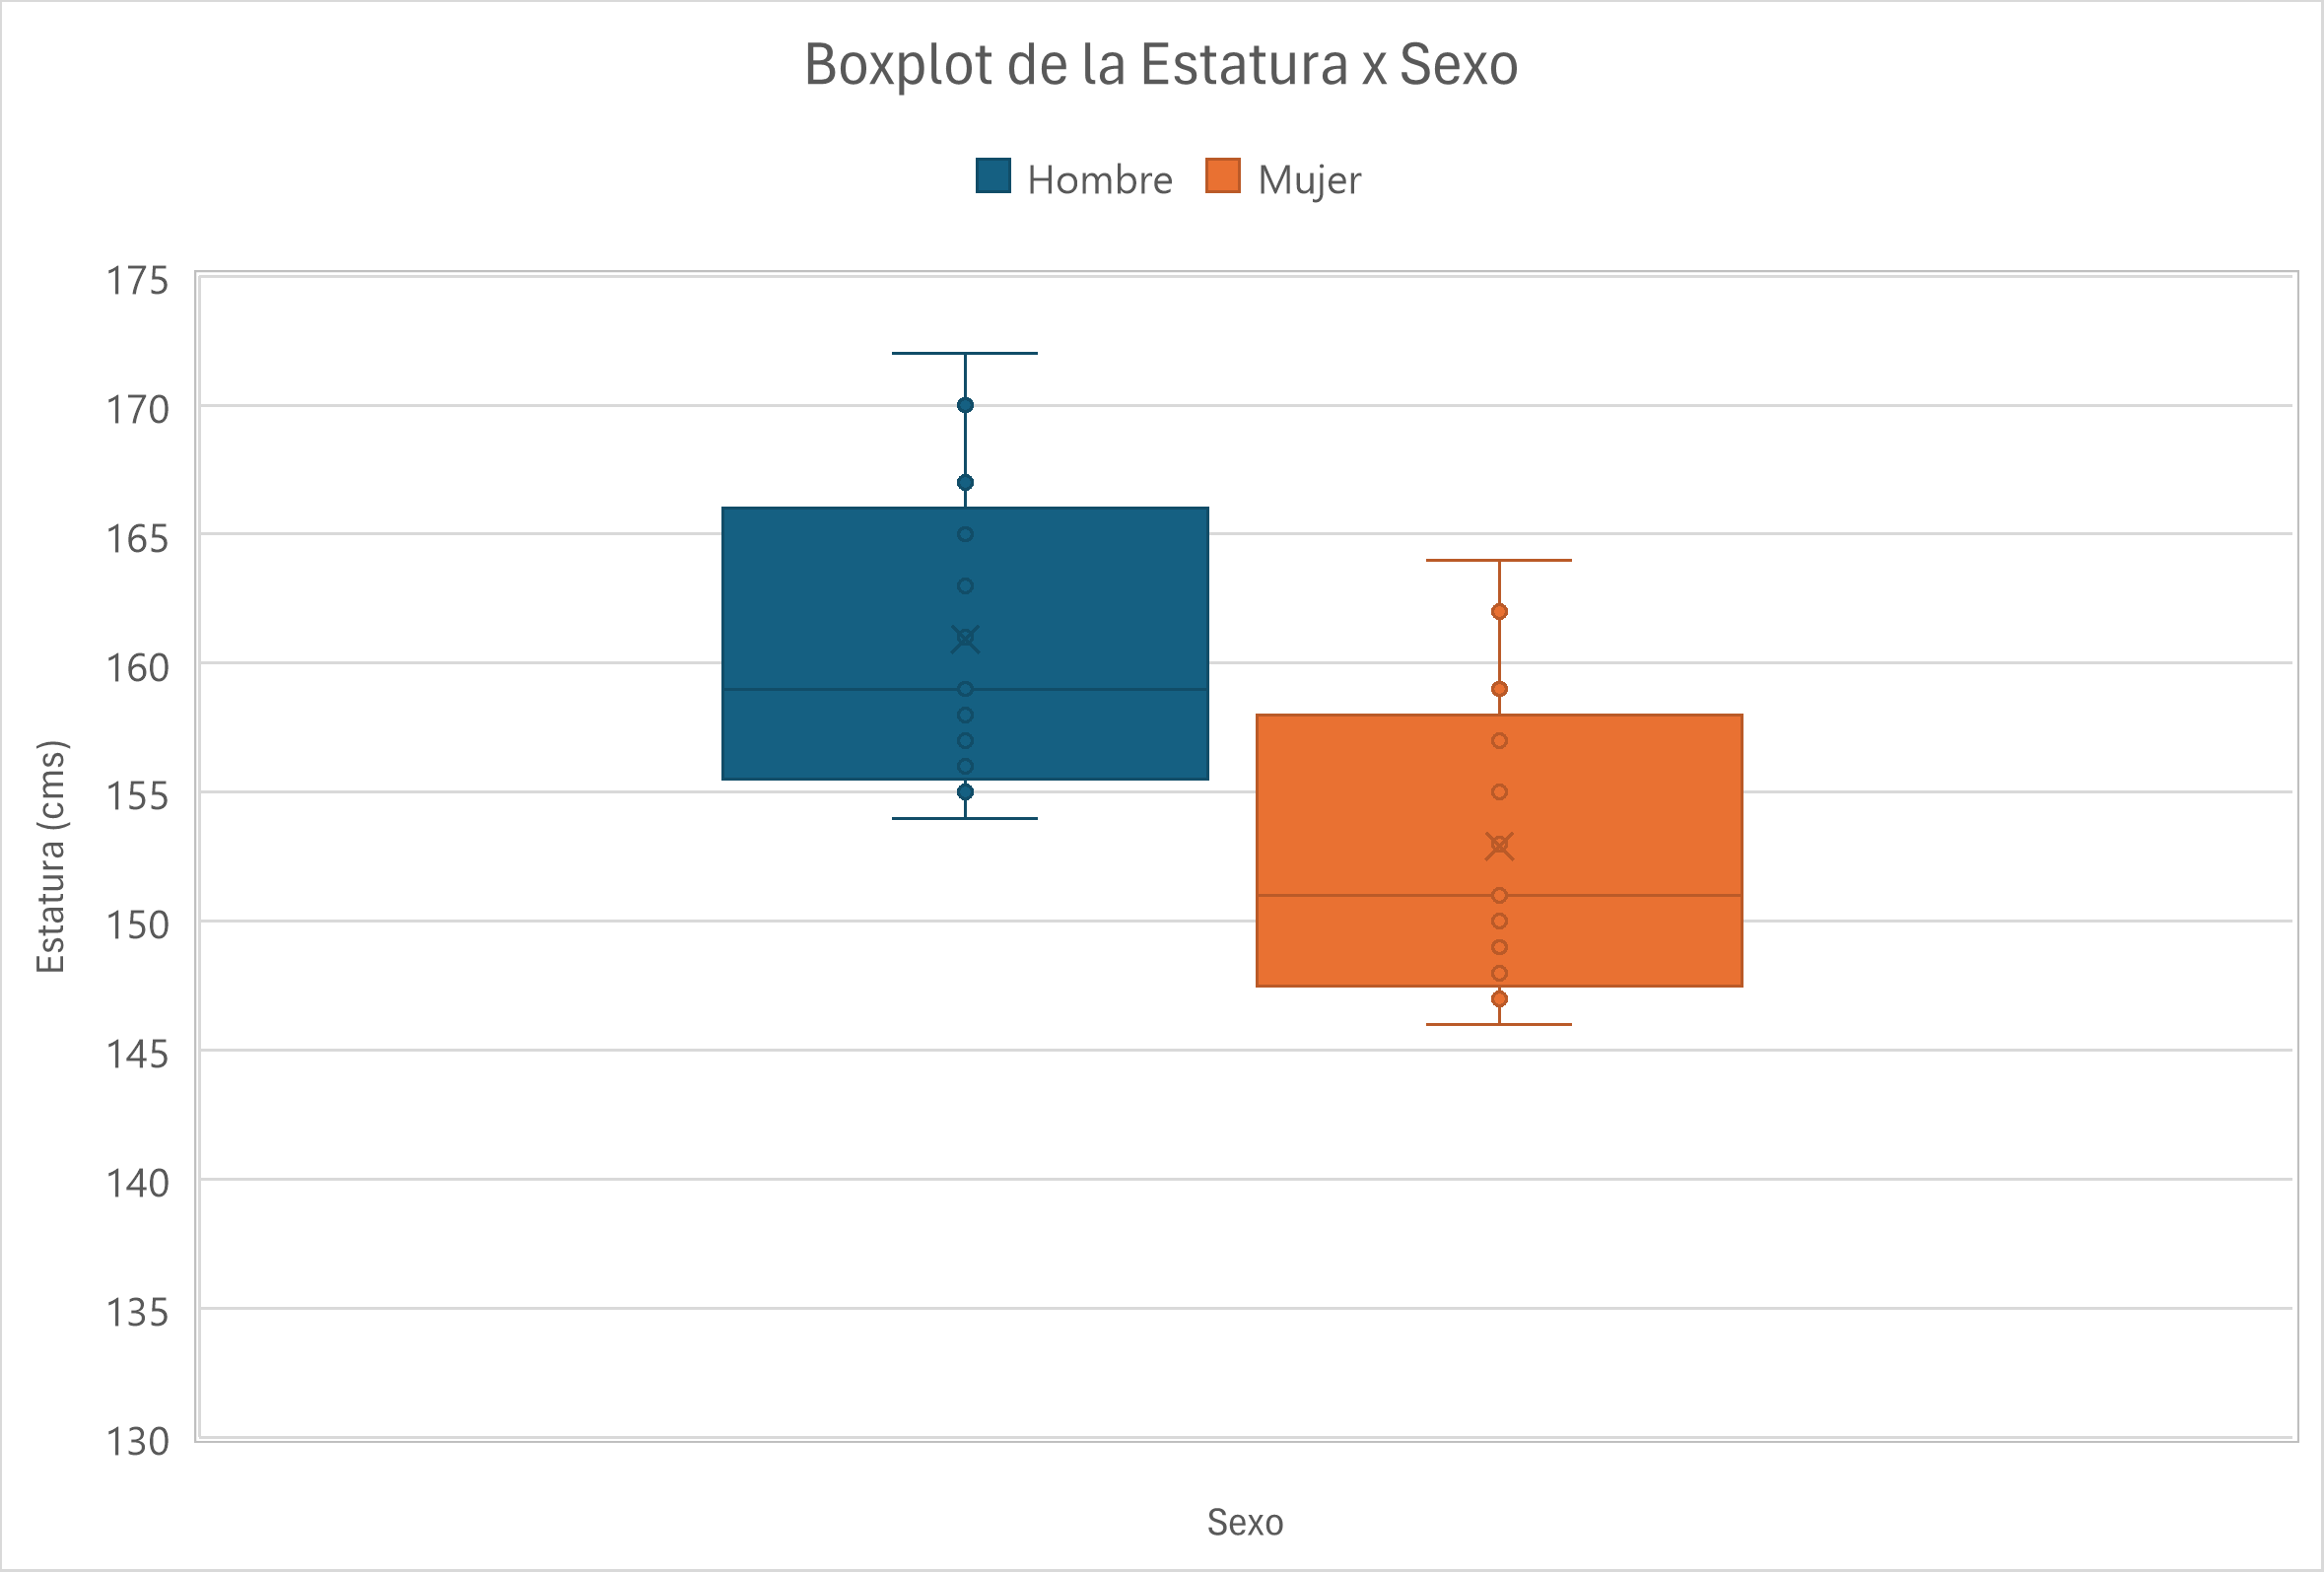 Boxplot de la Estatura x Sexo
Hombre
Mujer
175
170
165
160
155
150
145
140
135
130
Estatura (cms)
Sexo